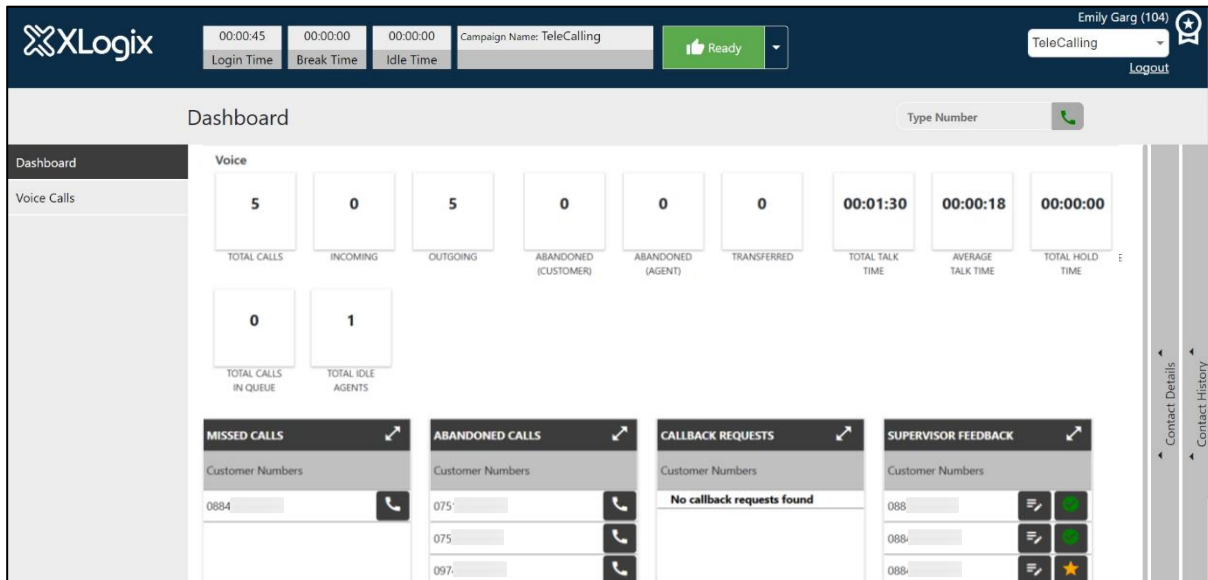 Emily Garg (104)
XLogix
00:00:45 00:00:00 00:00:00 Campaign Name: TeleCalling
Login Time Break Time Idle Time
Ready
TeleCalling
Logout
Dashboard
Type Number
Dashboard
Voice Calls
Voice
5 0 5 0 0 0 00:01:30 00:00:18 00:00:00
TOTAL CALLS INCOMING OUTGOING ABANDONED ABANDONED TRANSFERRED TOTAL TALK AVERAGE TOTAL HOLD E
(CUSTOMER) (AGENT) TIME TALK TIME TIME
0 1
TOTAL CALLS TOTAL IDLE
IN QUEUE AGENTS
Contact Details
Contact History
MISSED CALLS ABANDONED CALLS CALLBACK REQUESTS SUPERVISOR FEEDBACK
Customer Numbers Customer Numbers Customer Numbers Customer Numbers
0884 075 No callback requests found 088
075 088
097 088